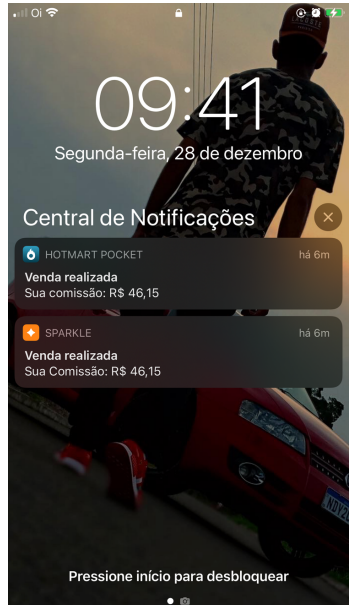 Oi
09:41
Segunda-feira, 28 de dezembro
Central de Notificações
HOTMART POCKET há 6m
Venda realizada
Sua comissão: R$ 46,15
SPARKLE há 6m
Venda realizada
Sua Comissão: R$ 46,15
Pressione início para desbloquear